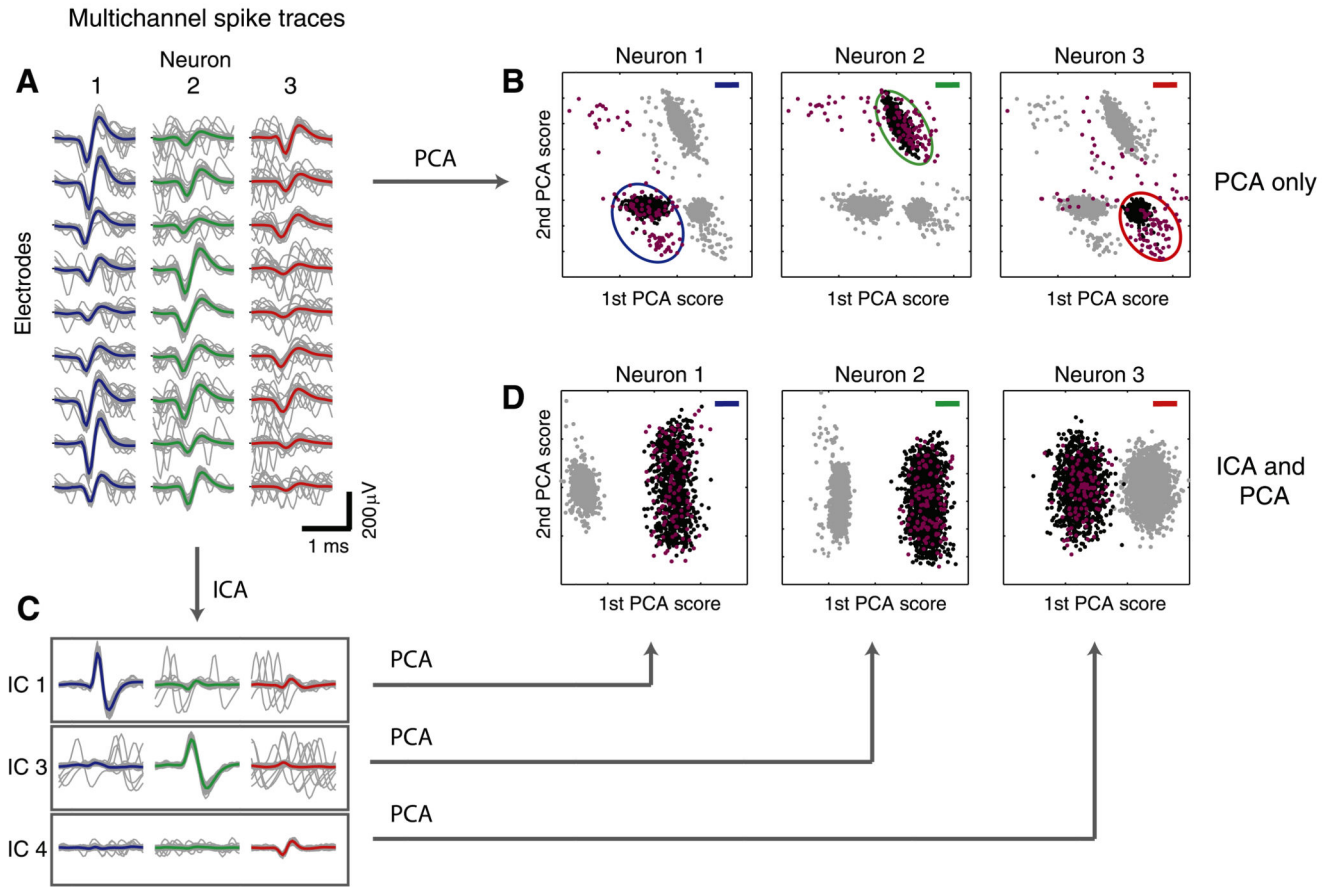 Multichannel spike traces
Neuron
A
1 2 3
Electrodes
200μV
1 ms
PCA
B
Neuron 1 Neuron 2 Neuron 3
2nd PCA score
1st PCA score 1st PCA score 1st PCA score
PCA only
ICA
C
IC 1
IC 3
IC 4
PCA
PCA
PCA
D
Neuron 1 Neuron 2 Neuron 3
2nd PCA score
1st PCA score 1st PCA score 1st PCA score
ICA and
PCA